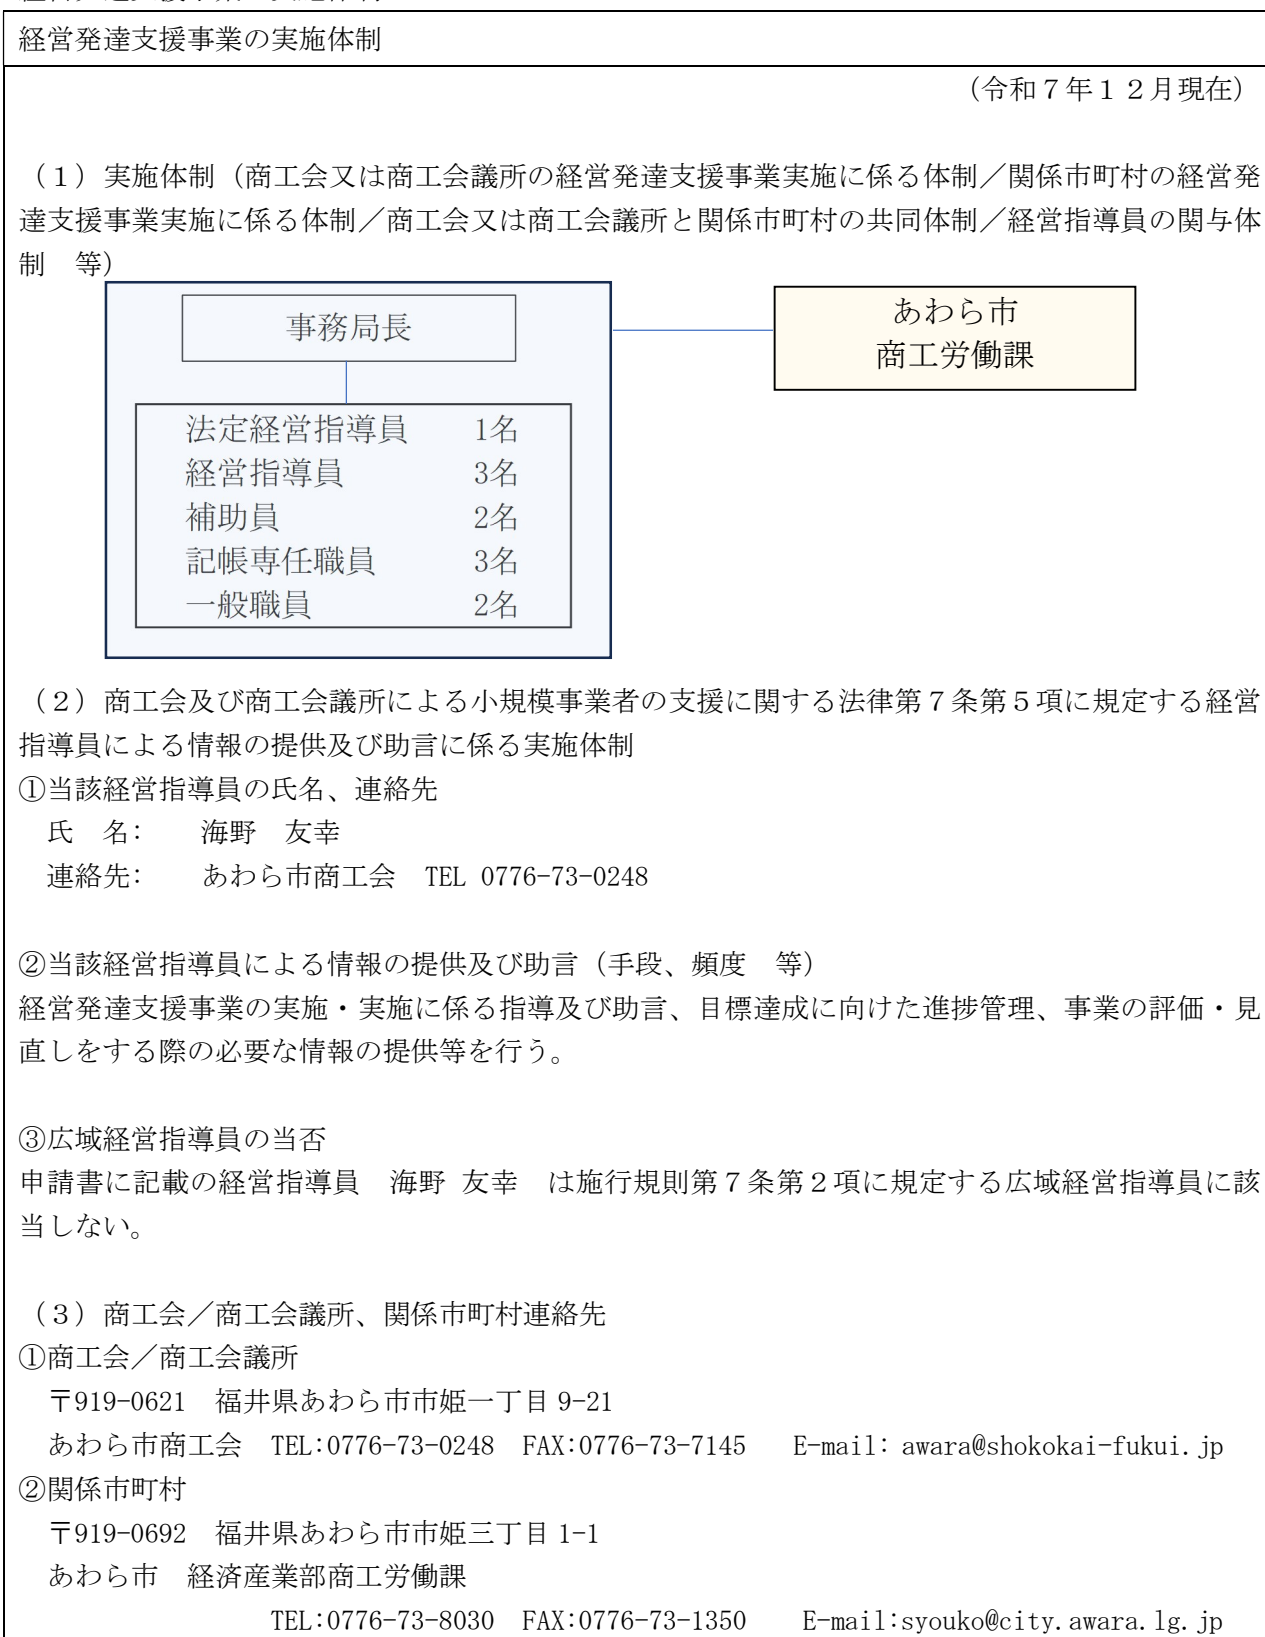 経営発達支援事業の実施体制
（令和７年１２月現在）
（１）実施体制（商工会又は商工会議所の経営発達支援事業実施に係る体制／関係市町村の経営発
達支援事業実施に係る体制／商工会又は商工会議所と関係市町村の共同体制／経営指導員の関与体
制　等）
事務局長
法定経営指導員　1名
経営指導員　3名
補助員　2名
記帳専任職員　3名
一般職員　2名
あわら市
商工労働課
（２）商工会及び商工会議所による小規模事業者の支援に関する法律第７条第５項に規定する経営
指導員による情報の提供及び助言に係る実施体制
①当該経営指導員の氏名、連絡先
氏　名：　海野　友幸
連絡先：　あわら市商工会　TEL 0776-73-0248
②当該経営指導員による情報の提供及び助言（手段、頻度　等）
経営発達支援事業の実施・実施に係る指導及び助言、目標達成に向けた進捗管理、事業の評価・見
直しをする際の必要な情報の提供等を行う。
③広域経営指導員の当否
申請書に記載の経営指導員　海野 友幸　は施行規則第７条第２項に規定する広域経営指導員に該
当しない。
（３）商工会／商工会議所、関係市町村連絡先
①商工会／商工会議所
〒919-0621　福井県あわら市市姫一丁目 9-21
あわら市商工会　TEL:0776-73-0248　FAX:0776-73-7145　E-mail: awara@shokokai-fukui.jp
②関係市町村
〒919-0692　福井県あわら市市姫三丁目 1-1
あわら市　経済産業部商工労働課
TEL:0776-73-8030　FAX:0776-73-1350　E-mail:syouko@city.awara.lg.jp